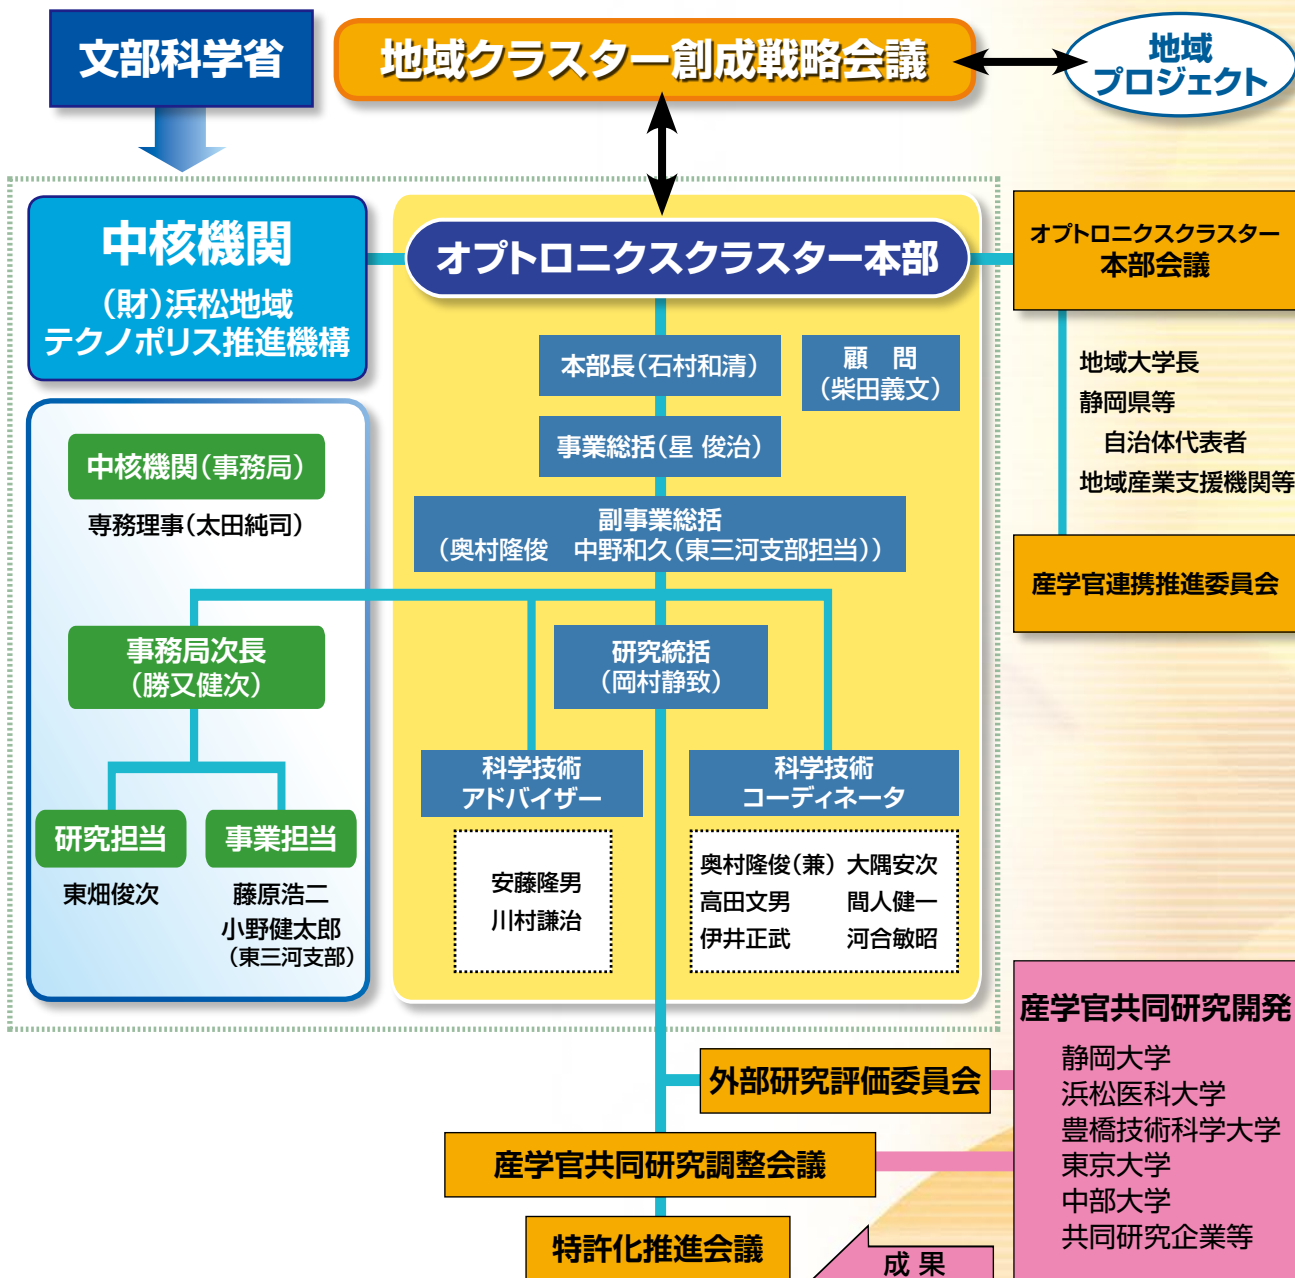 文部科学省
地域クラスター創成戦略会議
地域
プロジェクト
中核機関
(財)浜松地域
テクノポリス推進機構
オプトロニクスクラスター本部
オプトロニクスクラスター
本部会議
本部長(石村和清)
顧 問
(柴田義文)
地域大学長
静岡県等
自治体代表者
地域産業支援機関等
事業総括(星 俊治)
中核機関(事務局)
専務理事(太田純司)
副事業総括
(奥村隆俊 中野和久(東三河支部担当))
産学官連携推進委員会
事務局次長
(勝又健次)
研究統括
(岡村静致)
科学技術
アドバイザー
科学技術
コーディネータ
研究担当
事業担当
東畑俊次
藤原浩二
小野健太郎
(東三河支部)
安藤隆男
川村謙治
奥村隆俊(兼) 大隅安次
高田文男 間人健一
伊井正武 河合敏昭
産学官共同研究開発
静岡大学
浜松医科大学
豊橋技術科学大学
東京大学
中部大学
共同研究企業等
外部研究評価委員会
産学官共同研究調整会議
特許化推進会議
成 果